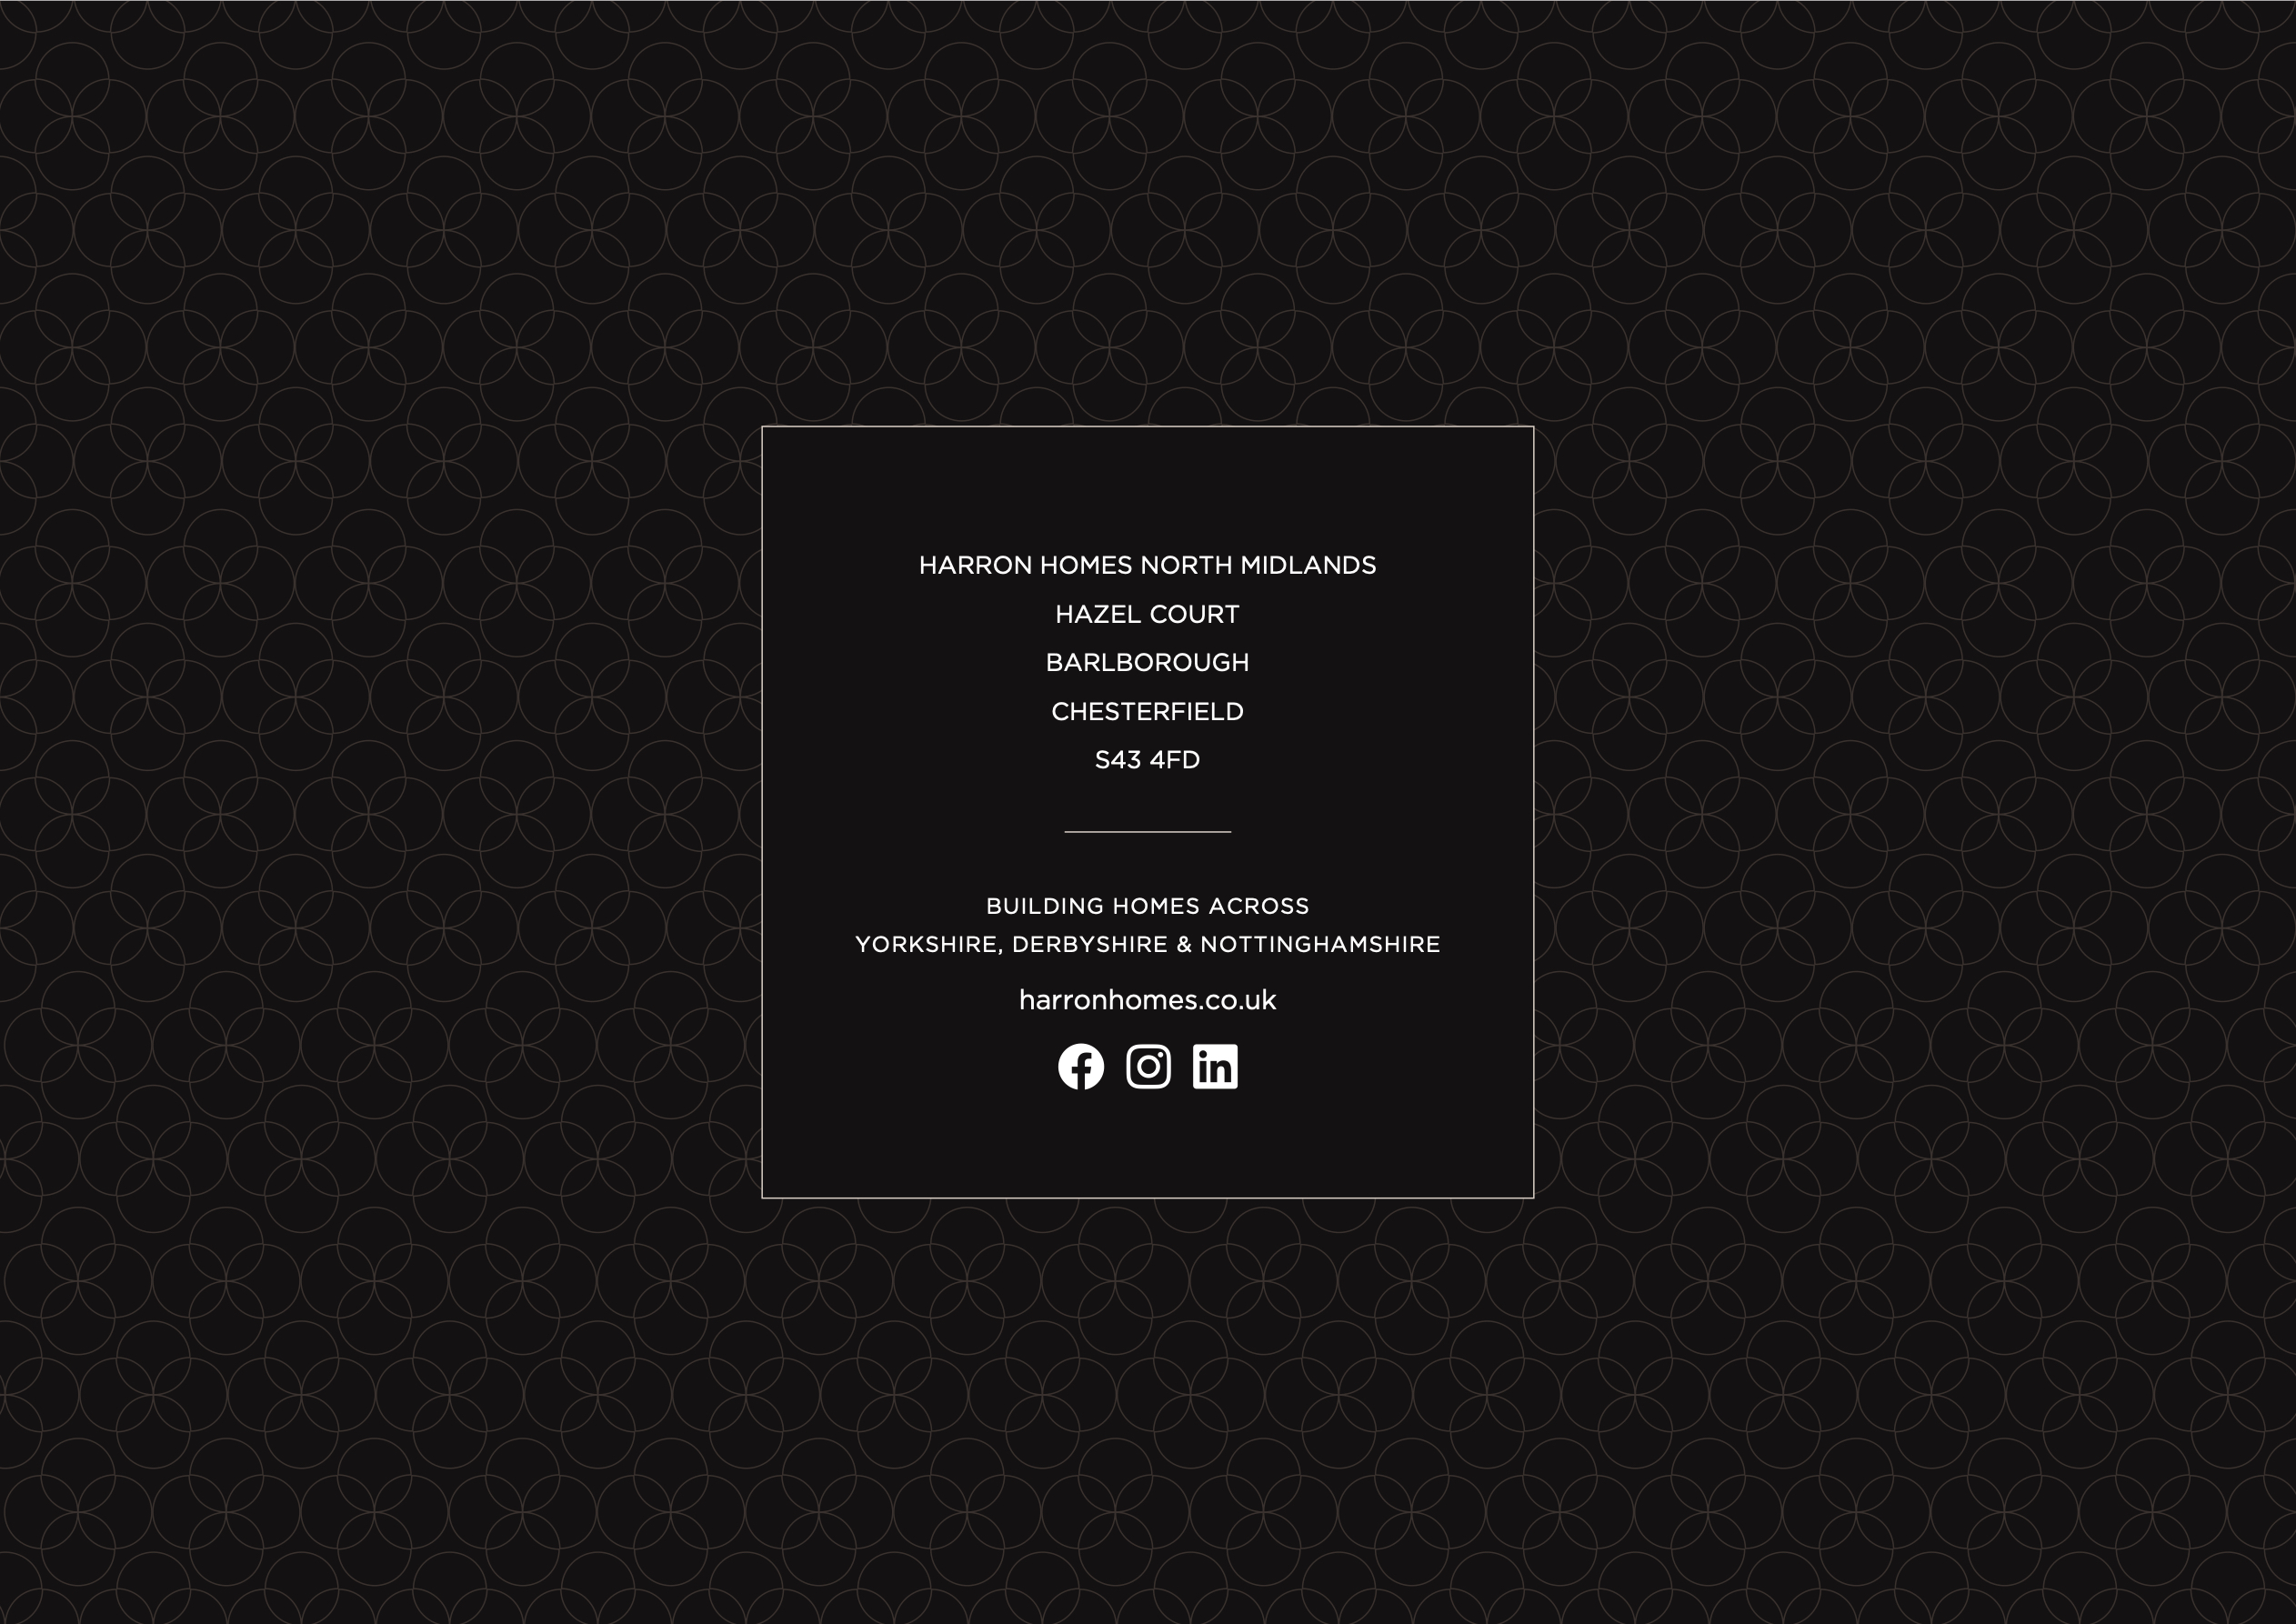 HARRON HOMES NORTH MIDLANDS
HAZEL COURT
BARLBOROUGH
CHESTERFIELD
S43 4FD
BUILDING HOMES ACROSS
YORKSHIRE, DERBYSHIRE & NOTTINGHAMSHIRE
harronhomes.co.uk